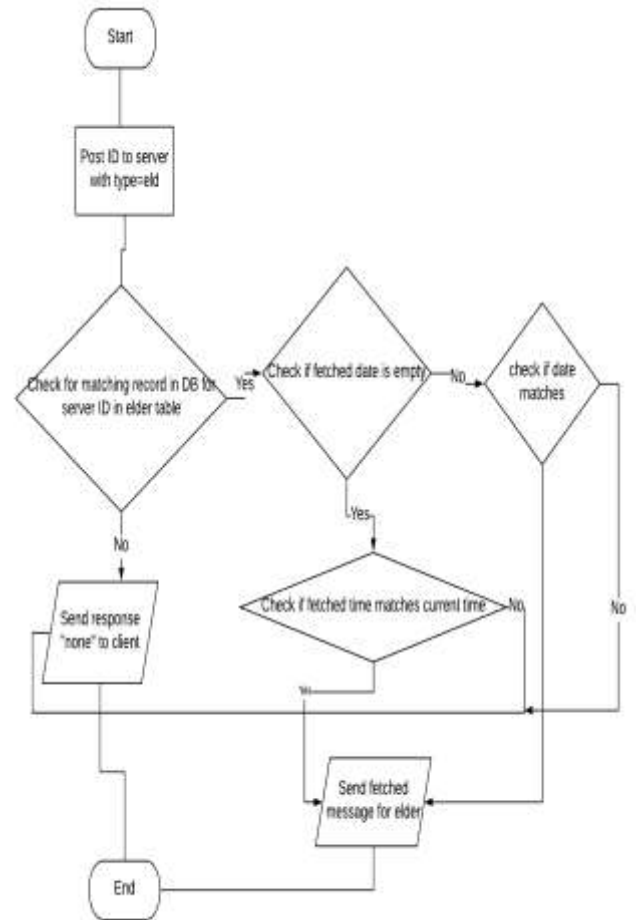 Start
Post ID to server
with type=eld
Check for matching record in DB for
server ID in elder table
Yes
Check if fetched date is empty
No
check if date
matches
No
Yes
Send response
"none" to client
Check if fetched time matches current time
No
No
Yes
Send fetched
message for elder
End